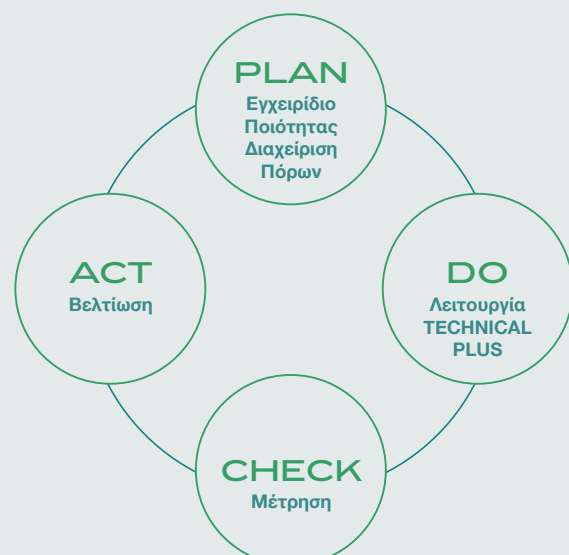 PLAN
Εγχειρίδιο
Ποιότητας
Διαχείριση
Πόρων
ACT
Βελτίωση
DO
Λειτουργία
TECHNICAL
PLUS
CHECK
Μέτρηση